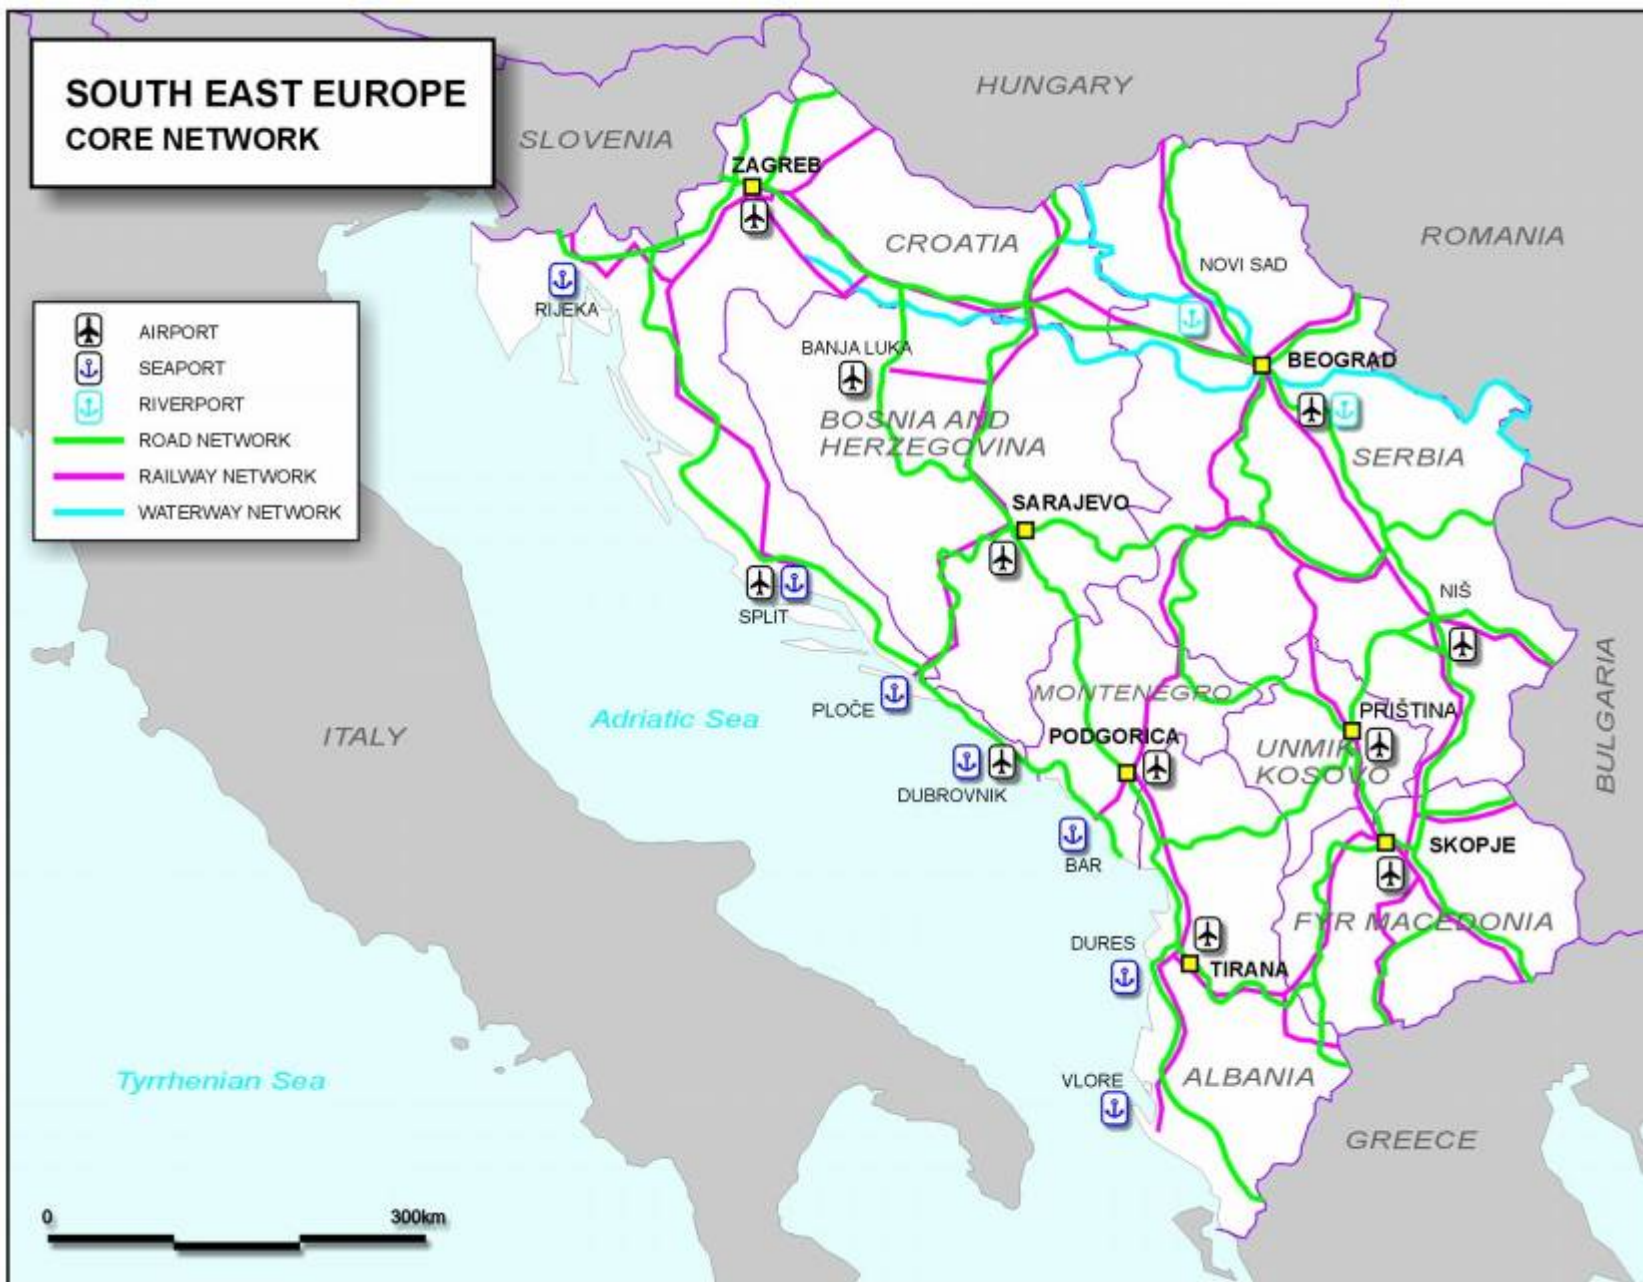 SOUTH EAST EUROPE
CORE NETWORK
HUNGARY
SLOVENIA
ZAGREB
ROMANIA
CROATIA
NOVI SAD
RIJEKA
AIRPORT
SEAPORT
RIVERPORT
ROAD NETWORK
RAILWAY NETWORK
WATERWAY NETWORK
BANJA LUKA
BEOGRAD
BOSNIA AND
HERZEGOVINA
SERBIA
SARAJEVO
NIŠ
SPLIT
BULGARIA
MONTENEGRO
PLOČE
PRIŠTINA
Adriatic Sea
ITALY
PODGORICA
UNMIK
KOSOVO
DUBROVNIK
BAR
SKOPJE
FYR MACEDONIA
DURES
TIRANA
Tyrrhenian Sea
VLORE
ALBANIA
GREECE
0
300km